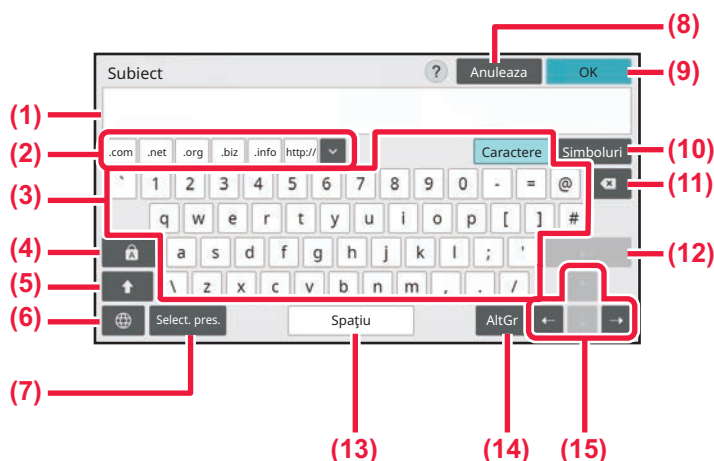 (8)
Subiect ? Anuleaza OK (9)
(1)
(2) .com .net .org .biz .info http:// Caractere Simboluri (10)
(3) ` 1 2 3 4 5 6 7 8 9 0 - = @ (11)
q w e r t y u i o p [ ] #
(4) A a s d f g h j k l ; ' (12)
(5) \ z x c v b n m , . /
(6) Select. pres. Spațiu AltGr ← →
(7)
(13) (14) (15)